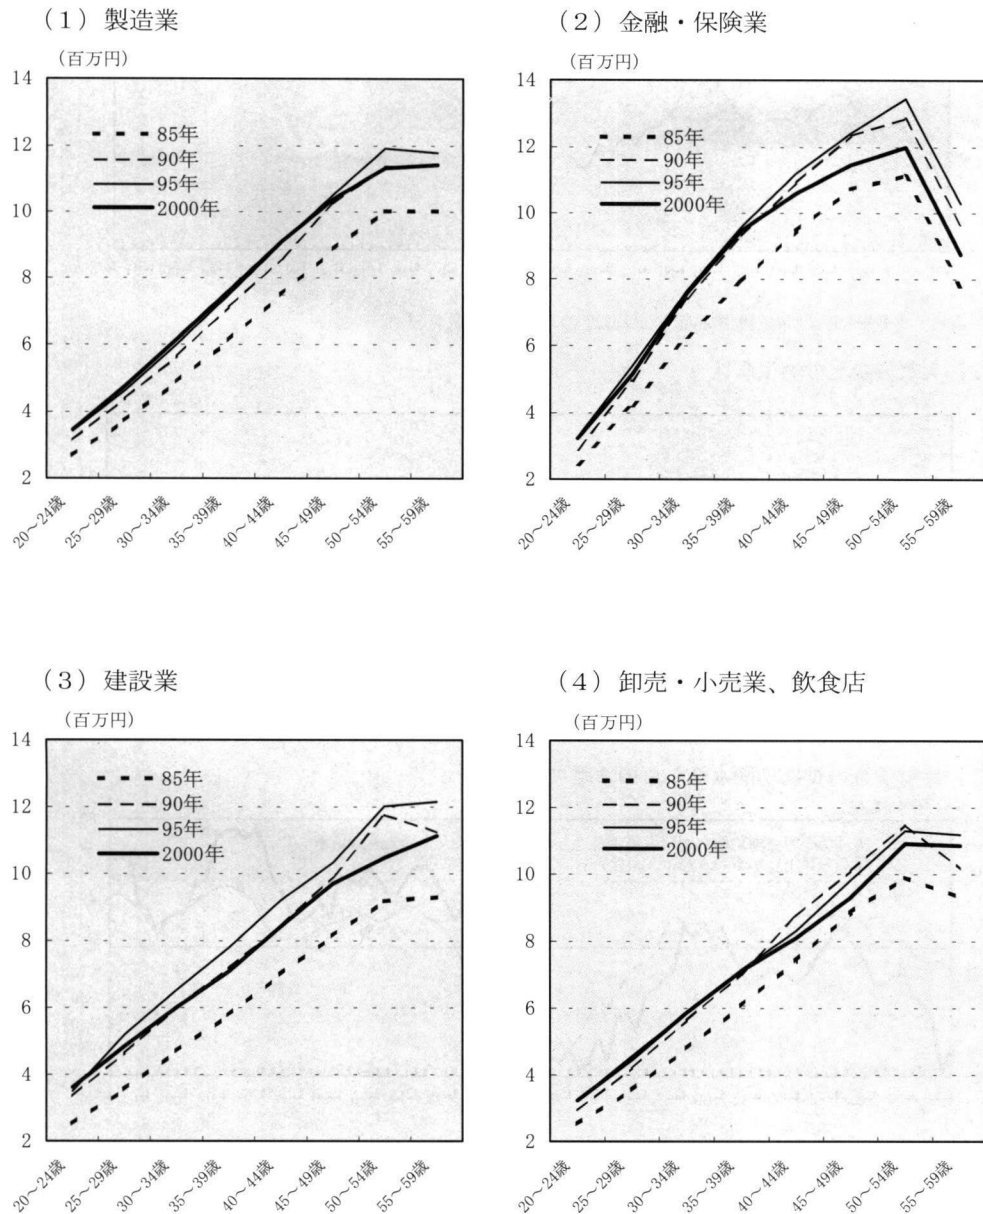 （１）製造業
（百万円）
14
12
10
8
6
4
2
85年
90年
95年
2000年
20～24歳
25～29歳
30～34歳
35～39歳
40～44歳
45～49歳
50～54歳
55～59歳
（２）金融・保険業
（百万円）
14
12
10
8
6
4
2
85年
90年
95年
2000年
20～24歳
25～29歳
30～34歳
35～39歳
40～44歳
45～49歳
50～54歳
55～59歳
（３）建設業
（百万円）
14
12
10
8
6
4
2
85年
90年
95年
2000年
20～24歳
25～29歳
30～34歳
35～39歳
40～44歳
45～49歳
50～54歳
55～59歳
（４）卸売・小売業、飲食店
（百万円）
14
12
10
8
6
4
2
85年
90年
95年
2000年
20～24歳
25～29歳
30～34歳
35～39歳
40～44歳
45～49歳
50～54歳
55～59歳